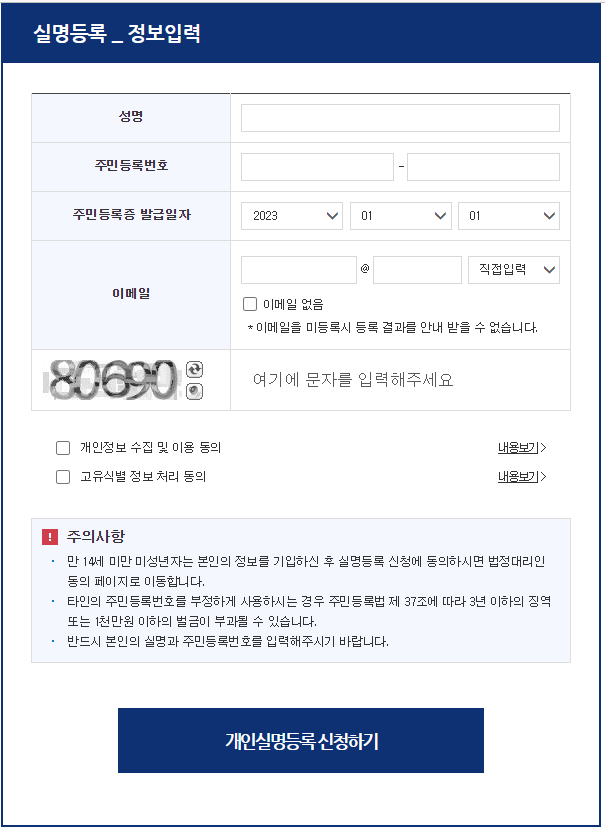 실명등록 _ 정보입력
성명
주민등록번호
-
주민등록증 발급일자
2023
01
01
이메일
@
직접입력
이메일 없음
* 이메일을 미등록시 등록 결과를 안내 받을 수 없습니다.
80690
여기에 문자를 입력해주세요
개인정보 수집 및 이용 동의
내용보기>
고유식별 정보 처리 동의
내용보기>
! 주의사항
· 만 14세 미만 미성년자는 본인의 정보를 기입하신 후 실명등록 신청에 동의하시면 법정대리인
동의 페이지로 이동합니다.
· 타인의 주민등록번호를 부정하게 사용하시는 경우 주민등록법 제 37조에 따라 3년 이하의 징역
또는 1천만원 이하의 벌금이 부과될 수 있습니다.
· 반드시 본인의 실명과 주민등록번호를 입력해주시기 바랍니다.
개인실명등록 신청하기